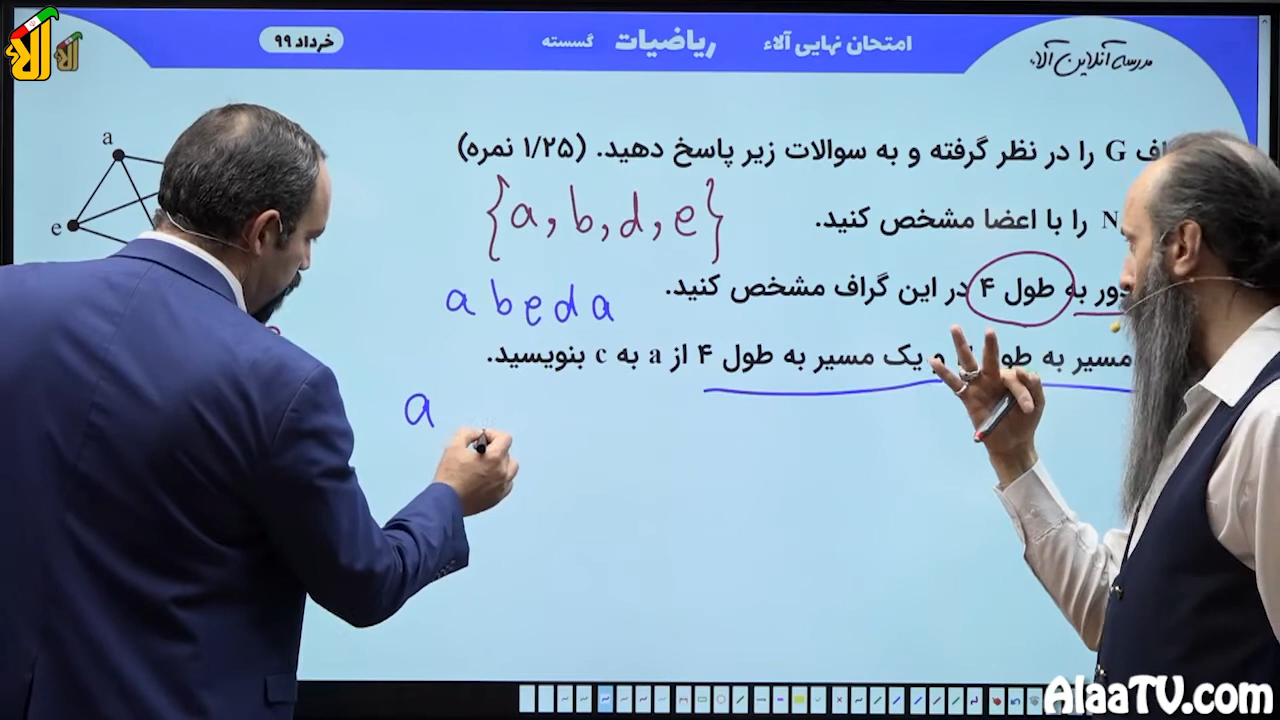 خرداد ۹۹
امتحان نهایی آلاء ریاضیات گسسته
مدرسه آنلاین آلاء
G را در نظر گرفته و به سوالات زیر پاسخ دهید. (۱/۲۵ نمره)
N را با اعضا مشخص کنید.
{a, b, d, e}
دور به طول ۴ در این گراف مشخص کنید.
a b e d a
مسیر به طول و یک مسیر به طول ۴ از a به c بنویسید.
a
a
e
AlaaTV.com